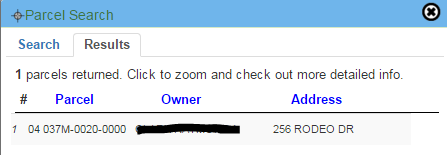 Parcel Search
Search Results
1 parcels returned. Click to zoom and check out more detailed info.
# Parcel Owner Address
1 04 037M-0020-0000 256 RODEO DR